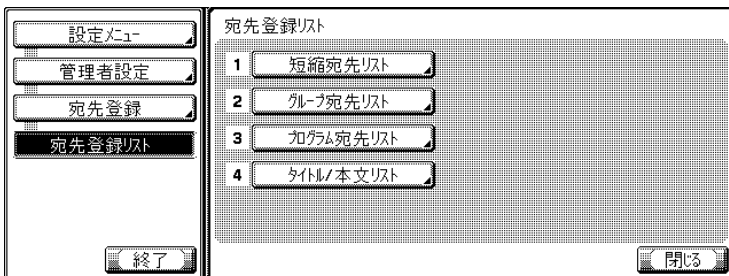 設定ﾒﾆｭｰ
管理者設定
宛先登録
宛先登録ﾘｽﾄ
終了
宛先登録ﾘｽﾄ
1 短縮宛先ﾘｽﾄ
2 ｸﾞﾙｰﾌﾟ宛先ﾘｽﾄ
3 ﾌﾟﾛｸﾞﾗﾑ宛先ﾘｽﾄ
4 ﾀｲﾄﾙ/本文ﾘｽﾄ
閉じる